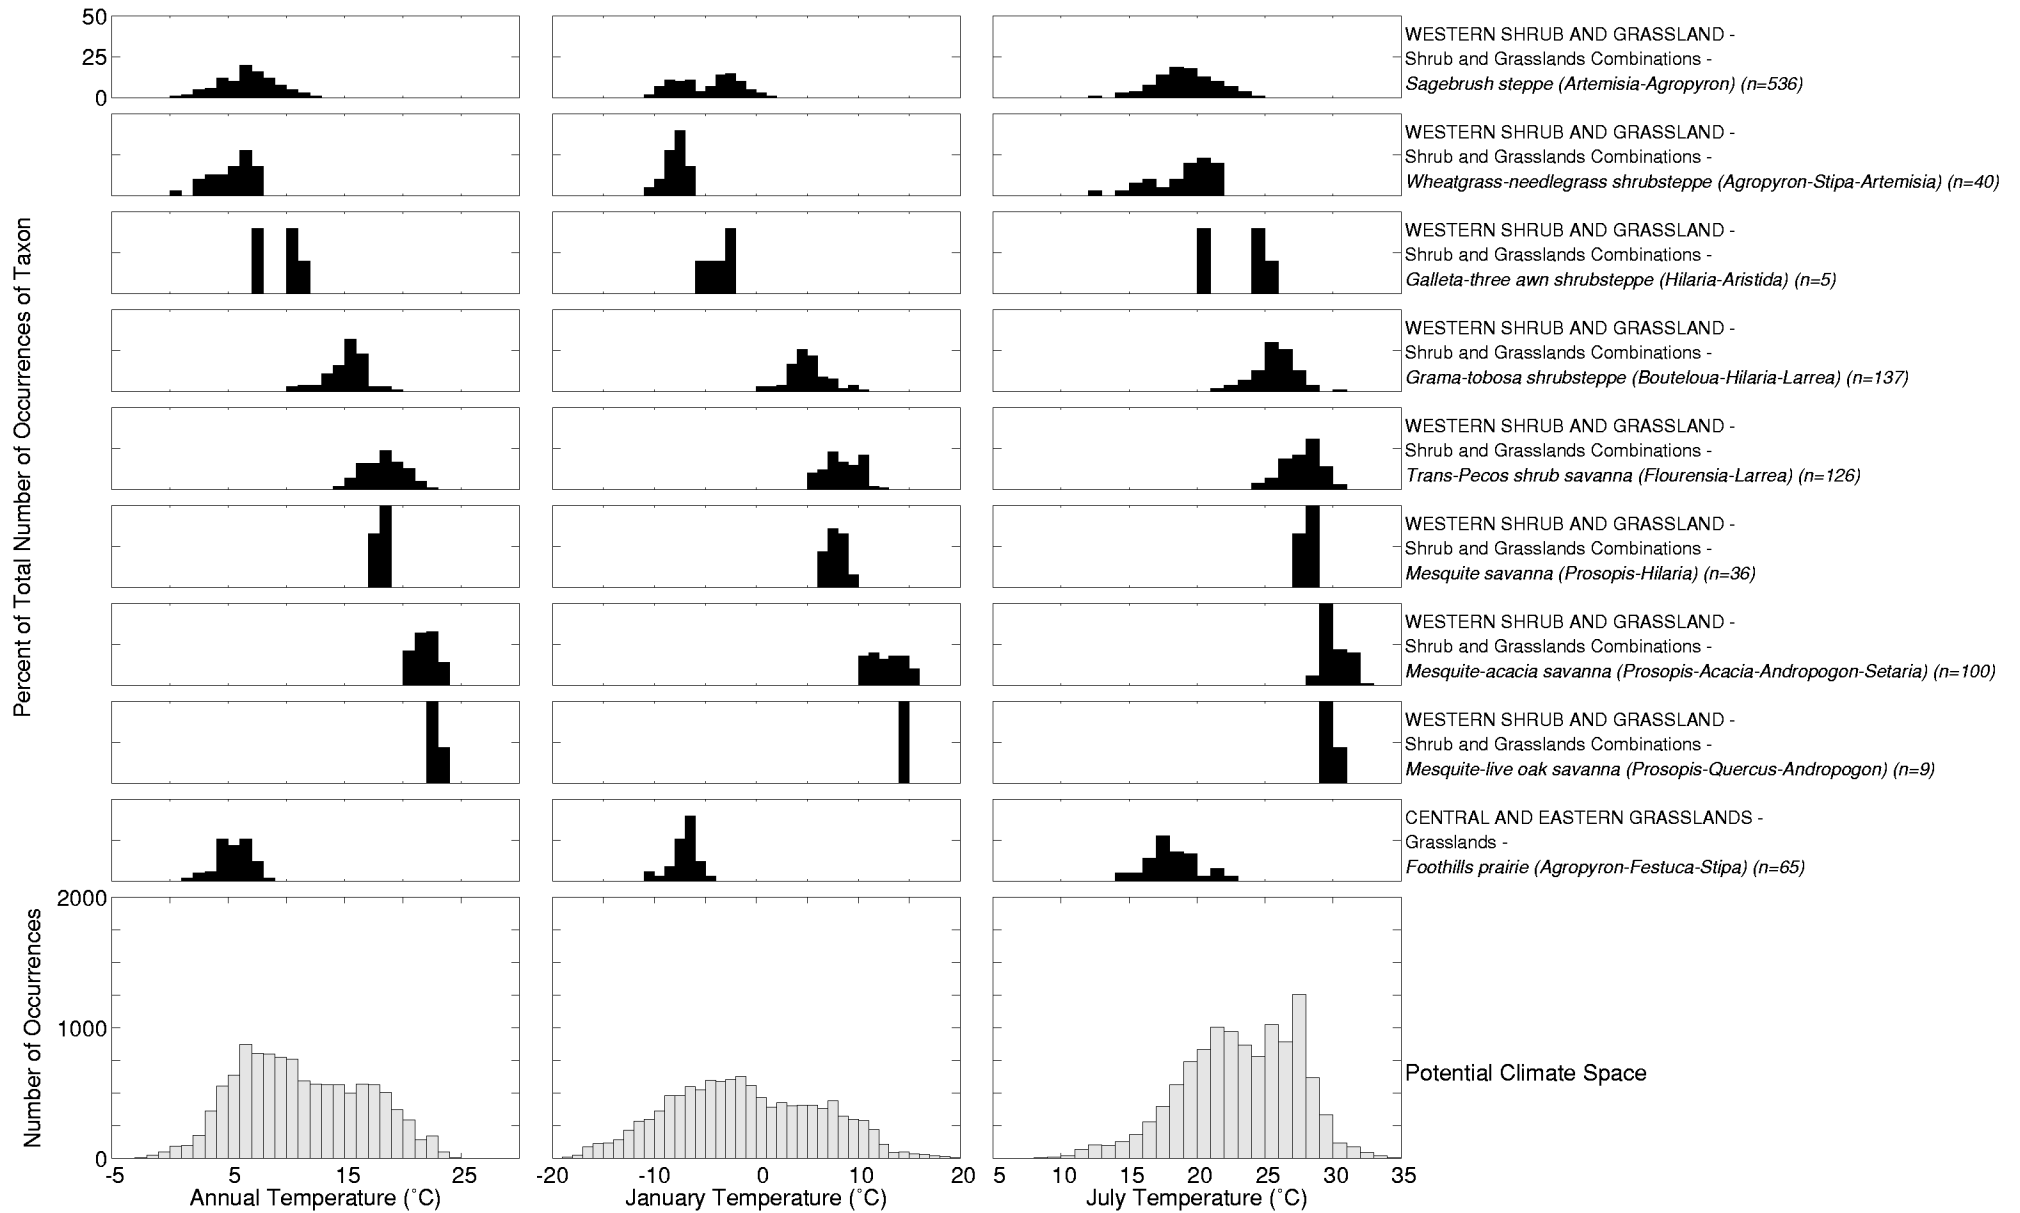 50
25
0
WESTERN SHRUB AND GRASSLAND -
Shrub and Grasslands Combinations -
Sagebrush steppe (Artemisia-Agropyron) (n=536)
WESTERN SHRUB AND GRASSLAND -
Shrub and Grasslands Combinations -
Wheatgrass-needlegrass shrubsteppe (Agropyron-Stipa-Artemisia) (n=40)
WESTERN SHRUB AND GRASSLAND -
Shrub and Grasslands Combinations -
Galleta-three awn shrubsteppe (Hilaria-Aristida) (n=5)
WESTERN SHRUB AND GRASSLAND -
Shrub and Grasslands Combinations -
Grama-tobosa shrubsteppe (Bouteloua-Hilaria-Larrea) (n=137)
WESTERN SHRUB AND GRASSLAND -
Shrub and Grasslands Combinations -
Trans-Pecos shrub savanna (Flourensia-Larrea) (n=126)
WESTERN SHRUB AND GRASSLAND -
Shrub and Grasslands Combinations -
Mesquite savanna (Prosopis-Hilaria) (n=36)
WESTERN SHRUB AND GRASSLAND -
Shrub and Grasslands Combinations -
Mesquite-acacia savanna (Prosopis-Acacia-Andropogon-Setaria) (n=100)
WESTERN SHRUB AND GRASSLAND -
Shrub and Grasslands Combinations -
Mesquite-live oak savanna (Prosopis-Quercus-Andropogon) (n=9)
CENTRAL AND EASTERN GRASSLANDS -
Grasslands -
Foothills prairie (Agropyron-Festuca-Stipa) (n=65)
Percent of Total Number of Occurrences of Taxon
2000
1000
0
Number of Occurrences
Potential Climate Space
-5 5 15 25
-20 -10 0 10 20
5 10 15 20 25 30 35
Annual Temperature (˚C)
January Temperature (˚C)
July Temperature (˚C)